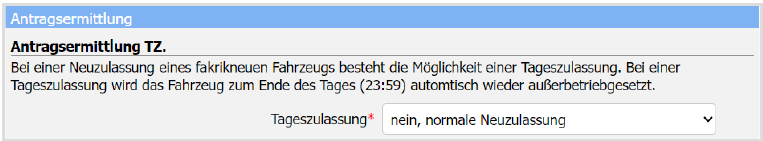 Antragsermittlung
Antragsermittlung TZ.
Bei einer Neuzulassung eines fakrikneuen Fahrzeugs besteht die Möglichkeit einer Tageszulassung. Bei einer
Tageszulassung wird das Fahrzeug zum Ende des Tages (23:59) automtisch wieder außerbetriebgesetzt.
Tageszulassung* nein, normale Neuzulassung